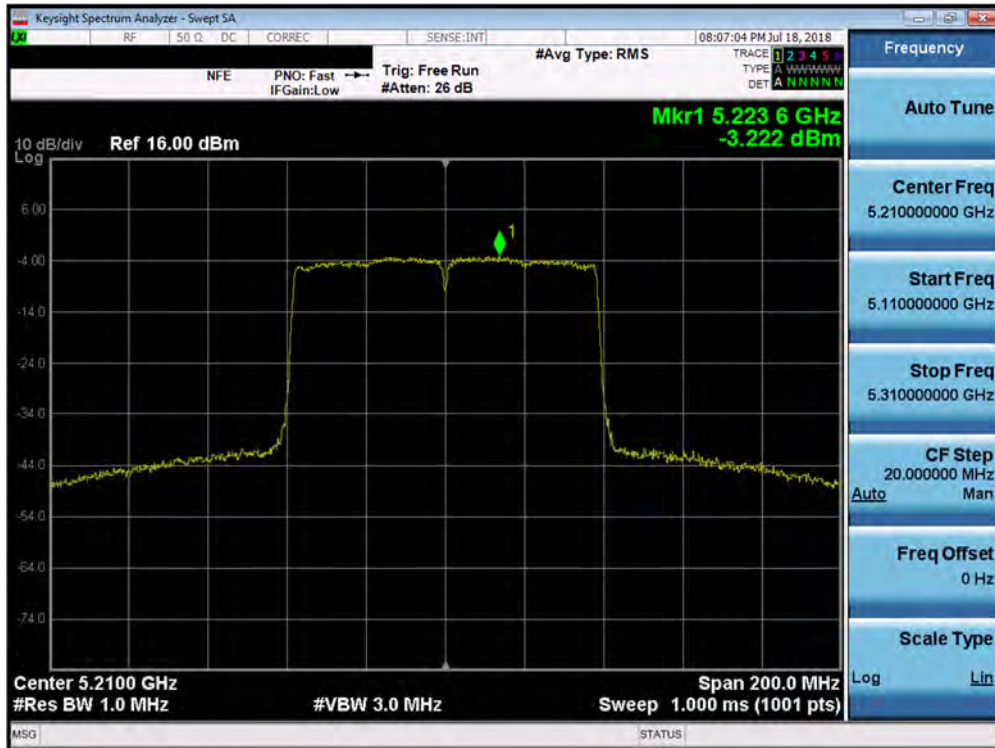 Keysight Spectrum Analyzer - Swept SA
LXI RF 50 Ω DC CORREC SENSE:INT 08:07:04 PM Jul 18, 2018
#Avg Type: RMS
TRACE 1 2 3 4 5 6
TYPE A WWWWW
DET A N N N N N
NFE PNO: Fast Trig: Free Run
IFGain:Low #Atten: 26 dB
Mkr1 5.223 6 GHz
-3.222 dBm
10 dB/div Ref 16.00 dBm
Log
1
6.00
-4.00
-14.0
-24.0
-34.0
-44.0
-54.0
-64.0
-74.0
Center 5.2100 GHz Span 200.0 MHz
#Res BW 1.0 MHz #VBW 3.0 MHz Sweep 1.000 ms (1001 pts)
MSG STATUS
Frequency
Auto Tune
Center Freq
5.210000000 GHz
Start Freq
5.110000000 GHz
Stop Freq
5.310000000 GHz
CF Step
20.000000 MHz
Auto Man
Freq Offset
0 Hz
Scale Type
Log Lin